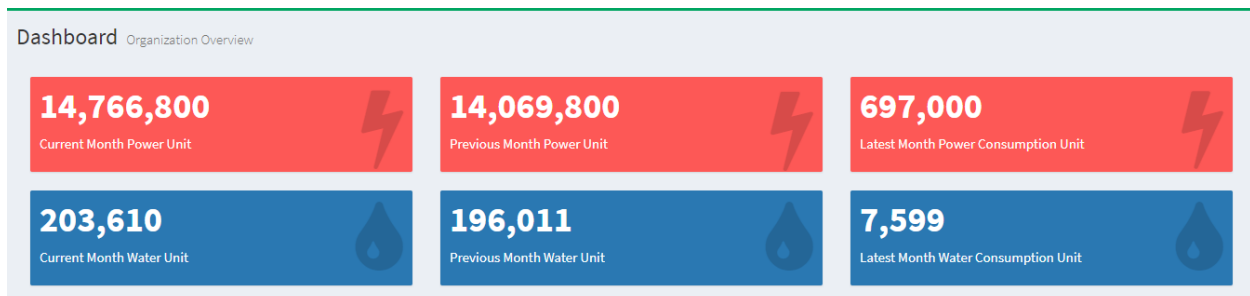 Dashboard Organization Overview
14,766,800
Current Month Power Unit
14,069,800
Previous Month Power Unit
697,000
Latest Month Power Consumption Unit
203,610
Current Month Water Unit
196,011
Previous Month Water Unit
7,599
Latest Month Water Consumption Unit